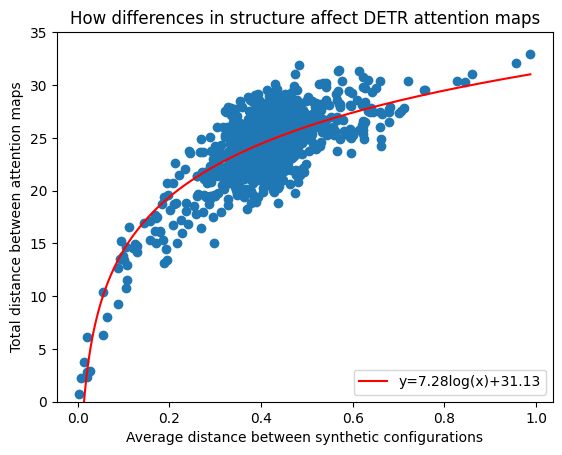 How differences in structure affect DETR attention maps
Total distance between attention maps
35
30
25
20
15
10
5
0
0.0 0.2 0.4 0.6 0.8 1.0
Average distance between synthetic configurations
y=7.28log(x)+31.13